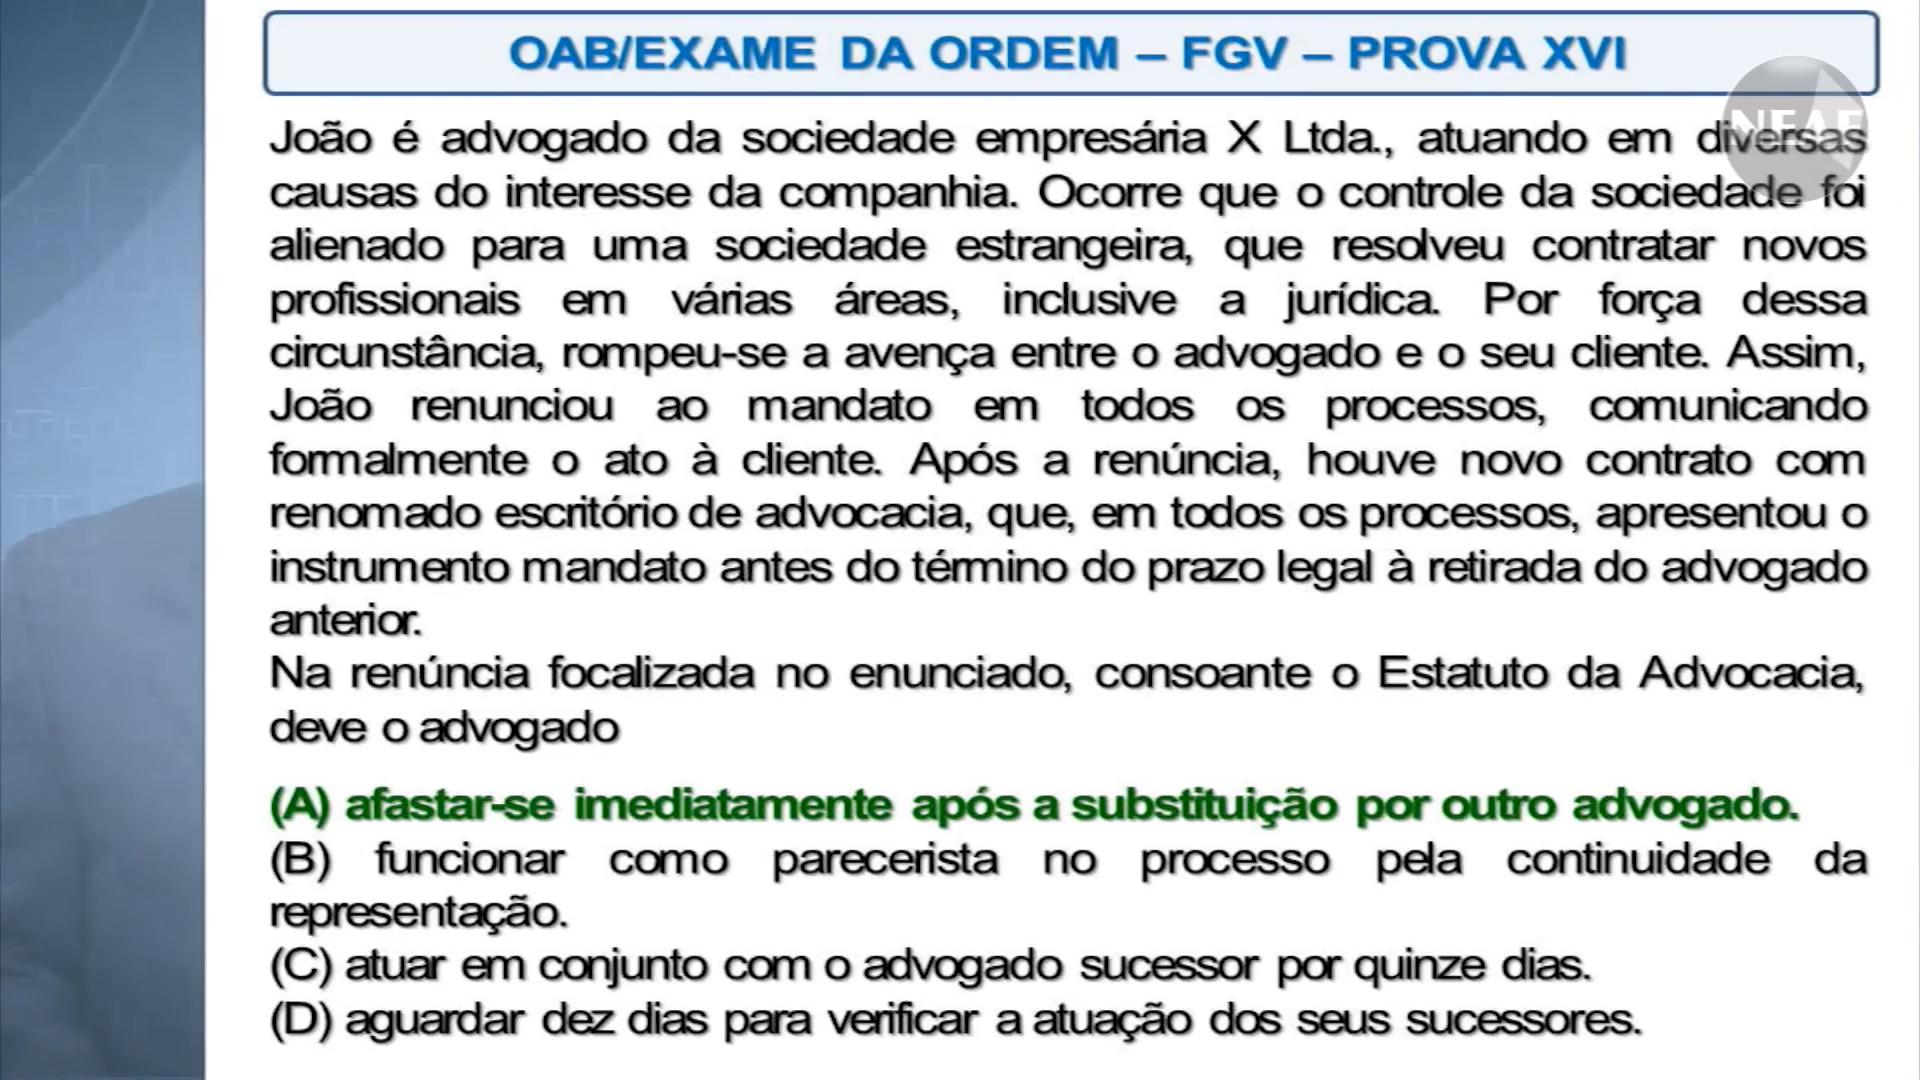 OAB/EXAME DA ORDEM – FGV – PROVA XVI
NEAF
João é advogado da sociedade empresária X Ltda., atuando em diversas
causas do interesse da companhia. Ocorre que o controle da sociedade foi
alienado para uma sociedade estrangeira, que resolveu contratar novos
profissionais em várias áreas, inclusive a jurídica. Por força dessa
circunstância, rompeu-se a avença entre o advogado e o seu cliente. Assim,
João renunciou ao mandato em todos os processos, comunicando
formalmente o ato à cliente. Após a renúncia, houve novo contrato com
renomado escritório de advocacia, que, em todos os processos, apresentou o
instrumento mandato antes do término do prazo legal à retirada do advogado
anterior.
Na renúncia focalizada no enunciado, consoante o Estatuto da Advocacia,
deve o advogado
(A) afastar-se imediatamente após a substituição por outro advogado.
(B) funcionar como parecerista no processo pela continuidade da
representação.
(C) atuar em conjunto com o advogado sucessor por quinze dias.
(D) aguardar dez dias para verificar a atuação dos seus sucessores.